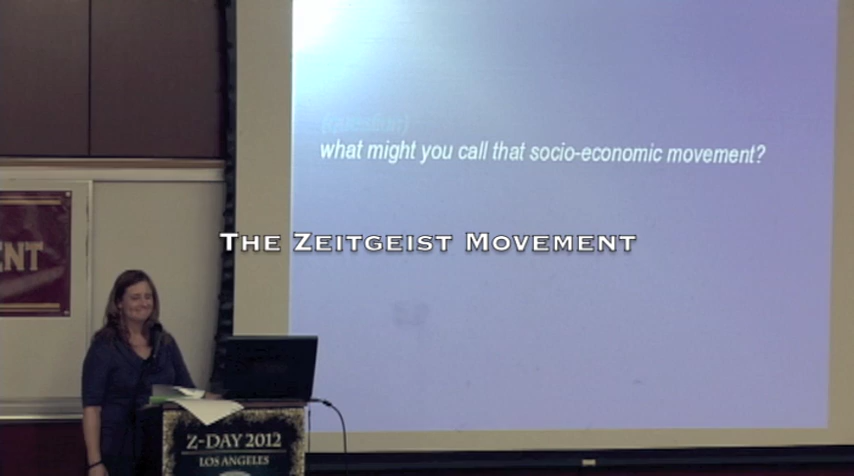 what might you call that socio-economic movement?
THE ZEITGEIST MOVEMENT
ENT
Z-DAY 2012
LOS ANGELES